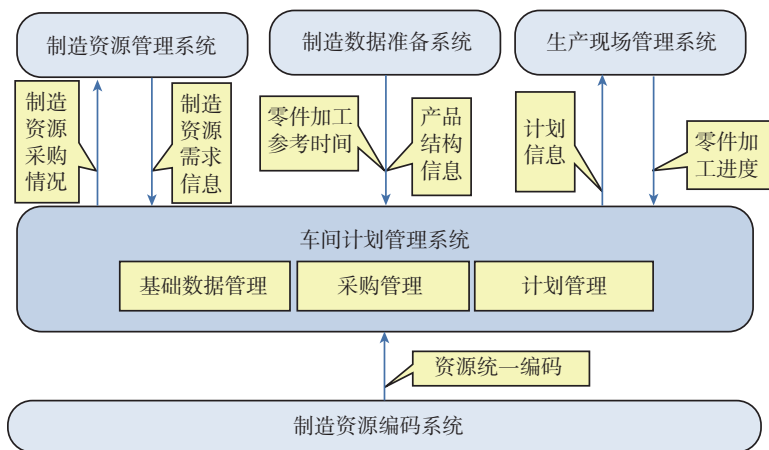 制造资源管理系统
制造数据准备系统
生产现场管理系统
制造
资源
采购
情况
制造
资源
需求
信息
零件加工
参考时间
产品
结构
信息
计划
信息
零件加
工进度
车间计划管理系统
基础数据管理
采购管理
计划管理
资源统一编码
制造资源编码系统